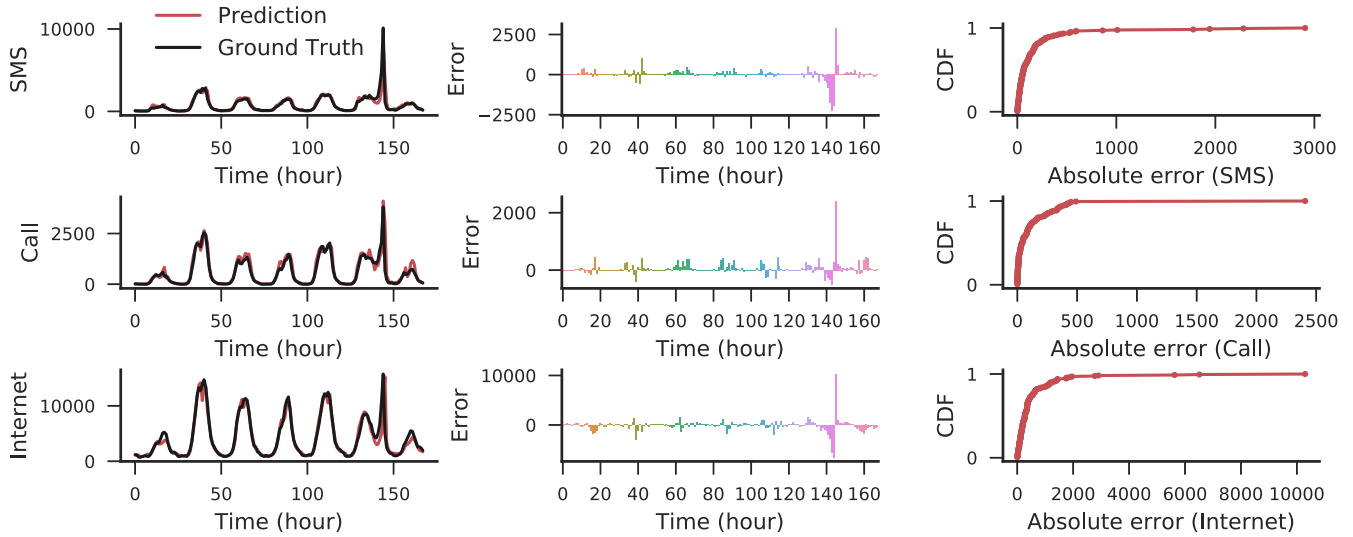 Prediction
Ground Truth
SMS
10000
0
0 50 100 150
Time (hour)
Error
2500
0
−2500
0 20 40 60 80 100 120 140 160
Time (hour)
CDF
1
0
0 1000 2000 3000
Absolute error (SMS)
Call
2500
0
0 50 100 150
Time (hour)
Error
2000
0
0 20 40 60 80 100 120 140 160
Time (hour)
CDF
1
0
0 500 1000 1500 2000 2500
Absolute error (Call)
Internet
10000
0
0 50 100 150
Time (hour)
Error
10000
0
0 20 40 60 80 100 120 140 160
Time (hour)
CDF
1
0
0 2000 4000 6000 8000 10000
Absolute error (Internet)